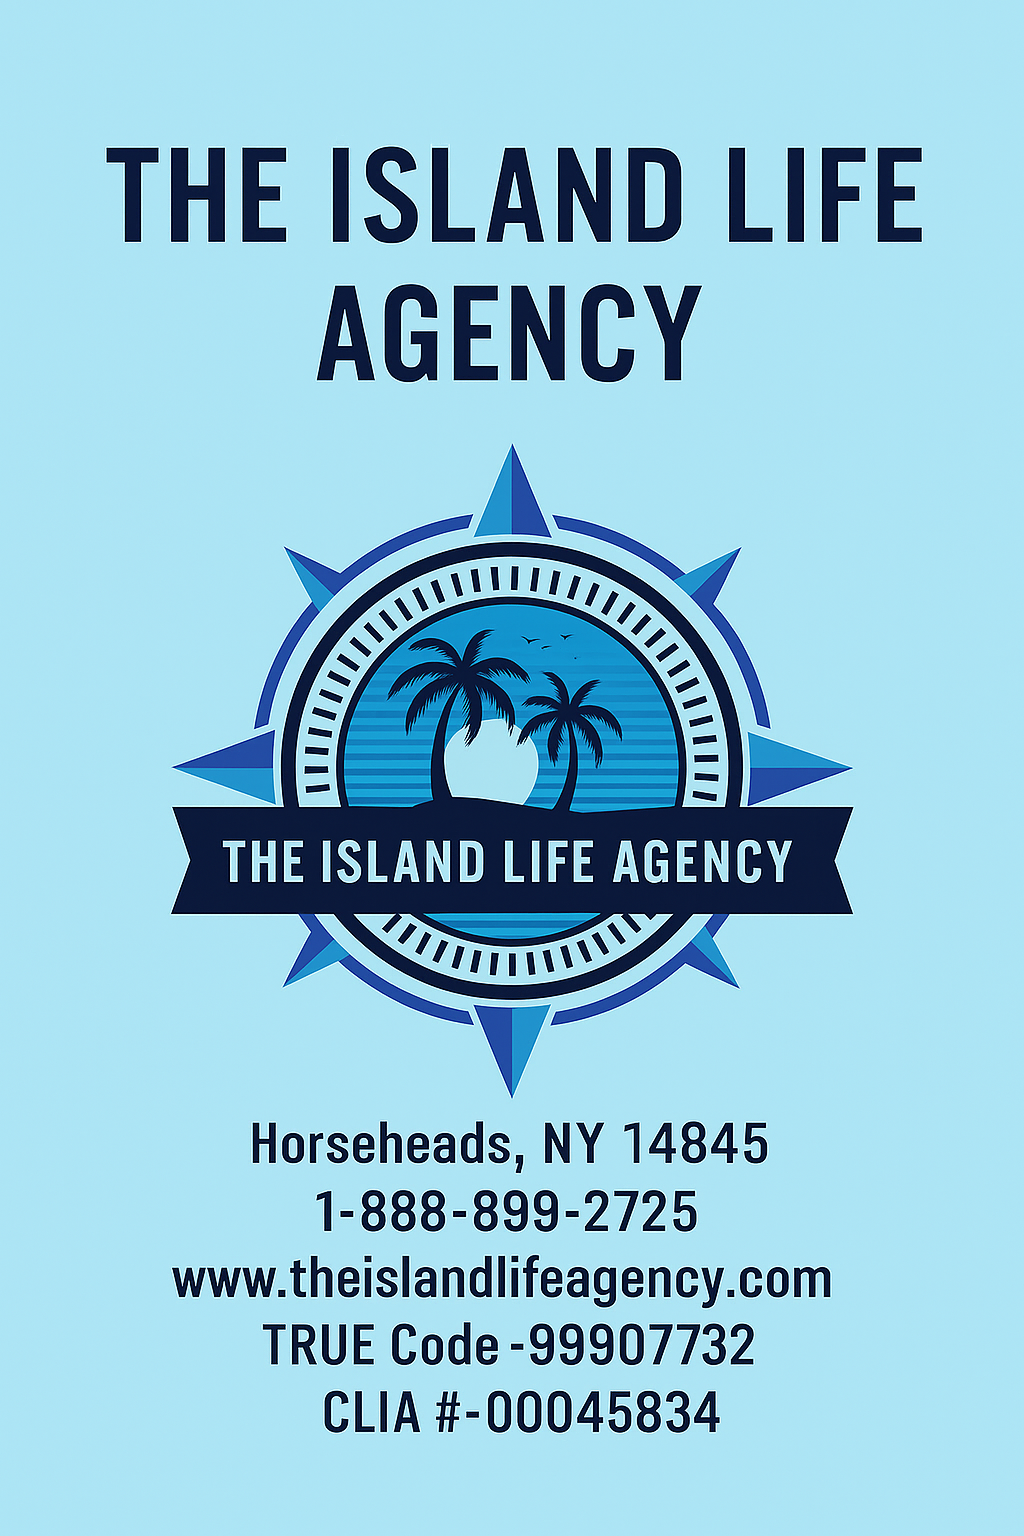 THE ISLAND LIFE
AGENCY
THE ISLAND LIFE AGENCY
Horseheads, NY 14845
1-888-899-2725
www.theislandlifeagency.com
TRUE Code -99907732
CLIA #-00045834